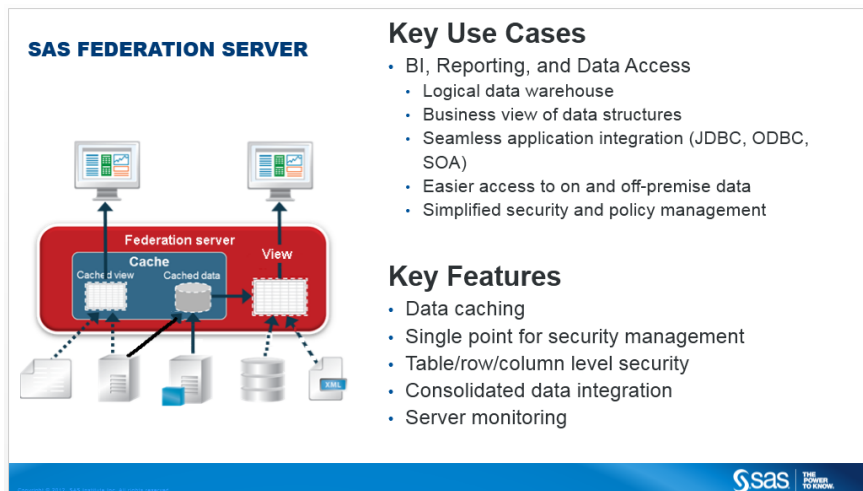 SAS FEDERATION SERVER
Federation server
Cache
Cached view
Cached data
View
XML
Key Use Cases
• BI, Reporting, and Data Access
• Logical data warehouse
• Business view of data structures
• Seamless application integration (JDBC, ODBC,
SOA)
• Easier access to on and off-premise data
• Simplified security and policy management
Key Features
• Data caching
• Single point for security management
• Table/row/column level security
• Consolidated data integration
• Server monitoring
sas
THE
POWER
TO KNOW.